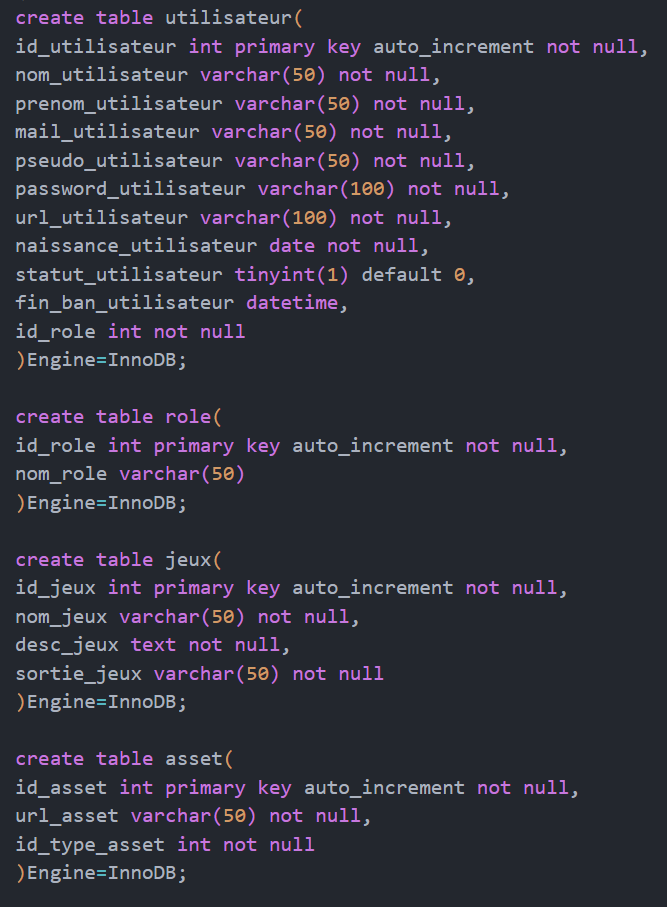 create table utilisateur(
id_utilisateur int primary key auto_increment not null,
nom_utilisateur varchar(50) not null,
prenom_utilisateur varchar(50) not null,
mail_utilisateur varchar(50) not null,
pseudo_utilisateur varchar(50) not null,
password_utilisateur varchar(100) not null,
url_utilisateur varchar(100) not null,
naissance_utilisateur date not null,
statut_utilisateur tinyint(1) default 0,
fin_ban_utilisateur datetime,
id_role int not null
)Engine=InnoDB;

create table role(
id_role int primary key auto_increment not null,
nom_role varchar(50)
)Engine=InnoDB;

create table jeux(
id_jeux int primary key auto_increment not null,
nom_jeux varchar(50) not null,
desc_jeux text not null,
sortie_jeux varchar(50) not null
)Engine=InnoDB;

create table asset(
id_asset int primary key auto_increment not null,
url_asset varchar(50) not null,
id_type_asset int not null
)Engine=InnoDB;